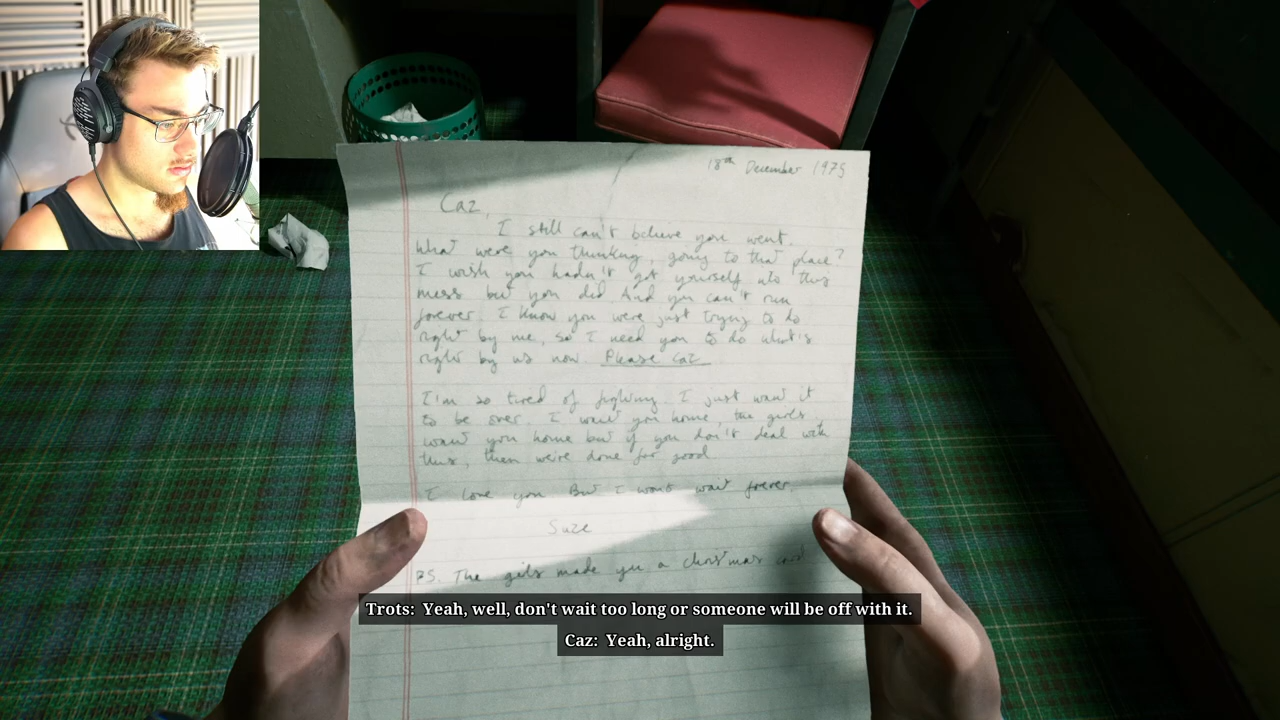 18th December 1975
Caz,
I still can't believe you went.
What were you thinking, going to that place?
I wish you hadn't got yourself into this
mess but you did. And you can't run
forever. I know you were just trying to do
right by me, so I need you to do what's
right by us now. Please Caz
I'm so tired of fighting. I just want it
to be over. I want you home, the girls
want you home but if you don't deal with
this, then we're done for good.
I love you. But I won't wait forever.
Suze
PS. The girls made you a christmas card
Trots: Yeah, well, don't wait too long or someone will be off with it.
Caz: Yeah, alright.